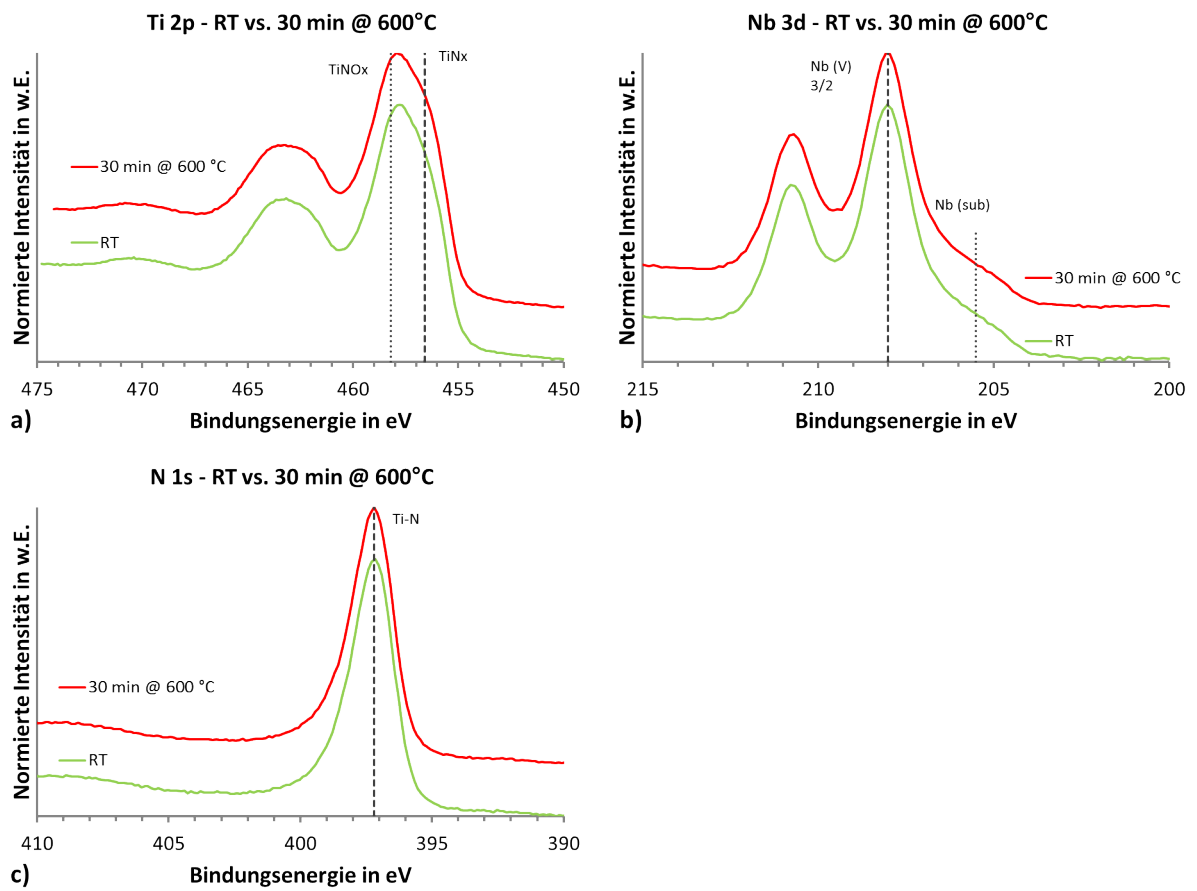 Ti 2p - RT vs. 30 min @ 600°C
Normierte Intensität in w.E.
TiNOx
TiNx
30 min @ 600 °C
RT
475 470 465 460 455 450
Bindungsenergie in eV
a)
Nb 3d - RT vs. 30 min @ 600°C
Normierte Intensität in w.E.
Nb (V)
3/2
Nb (sub)
30 min @ 600 °C
RT
215 210 205 200
Bindungsenergie in eV
b)
N 1s - RT vs. 30 min @ 600°C
Normierte Intensität in w.E.
Ti-N
30 min @ 600 °C
RT
410 405 400 395 390
Bindungsenergie in eV
c)